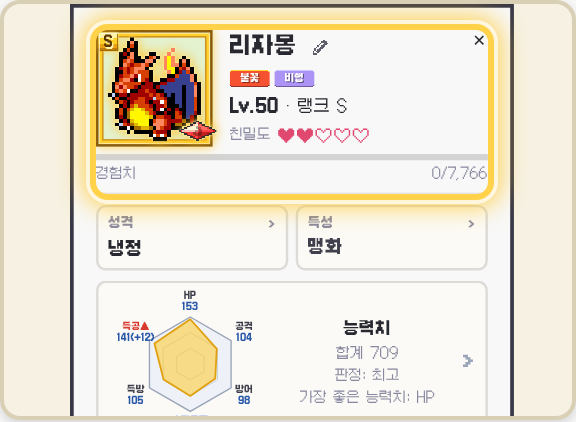 S
리자몽
×
불꽃 비행
Lv.50 · 랭크 S
친밀도
경험치 0/7,766
성격 >
냉정
특성 >
맹화
HP
153
특공▲
141(+12)
공격
104
특방
105
방어
98
능력치
합계 709
판정: 최고
가장 좋은 능력치: HP